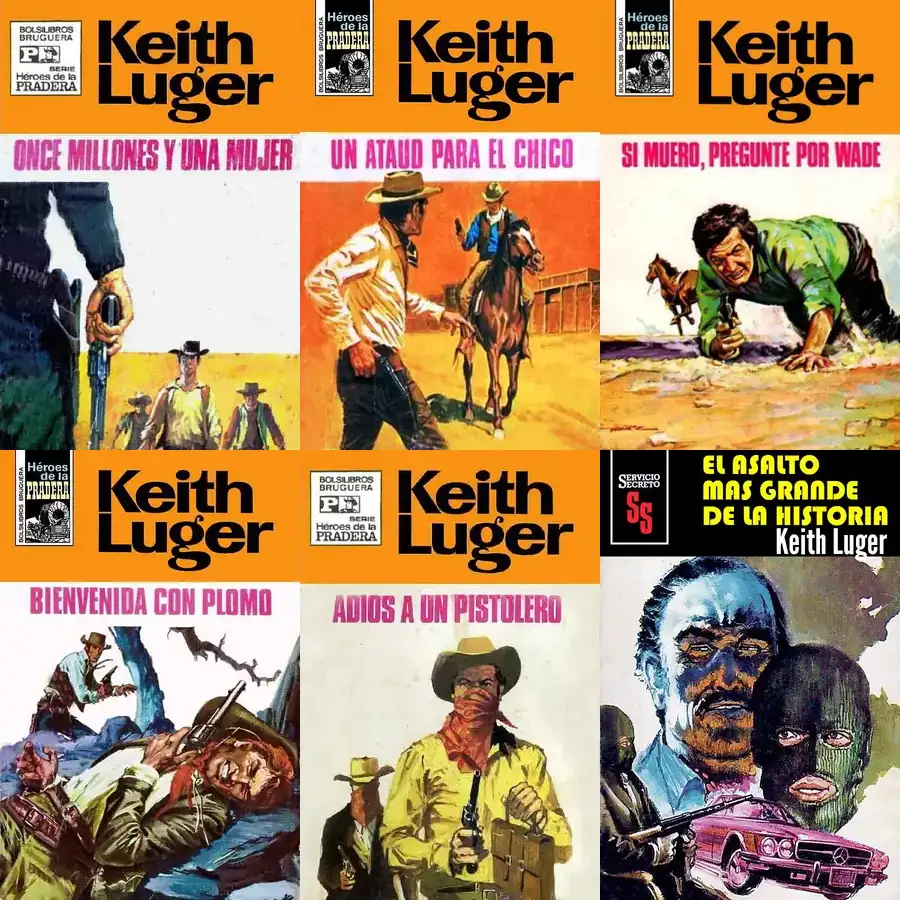 BOLSILIBROS
BRUGUERA
SERIE
Héroes de la
PRADERA
Keith
Luger
ONCE MILLONES Y UNA MUJER
BOLSILIBROS BRUGUERA
Héroes
de la
PRADERA
Keith
Luger
UN ATAUD PARA EL CHICO
BOLSILIBROS BRUGUERA
Héroes
de la
PRADERA
Keith
Luger
SI MUERO, PREGUNTE POR WADE
BOLSILIBROS BRUGUERA
Héroes
de la
PRADERA
Keith
Luger
BIENVENIDA CON PLOMO
BOLSILIBROS
BRUGUERA
SERIE
Héroes de la
PRADERA
Keith
Luger
ADIOS A UN PISTOLERO
SERVICIO
SECRETO
SS
EL ASALTO
MAS GRANDE
DE LA HISTORIA
Keith Luger